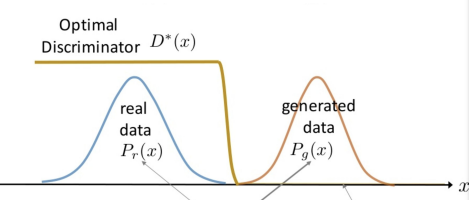 Optimal
Discriminator D*(x)
real
data
P_r(x)
generated
data
P_g(x)
x